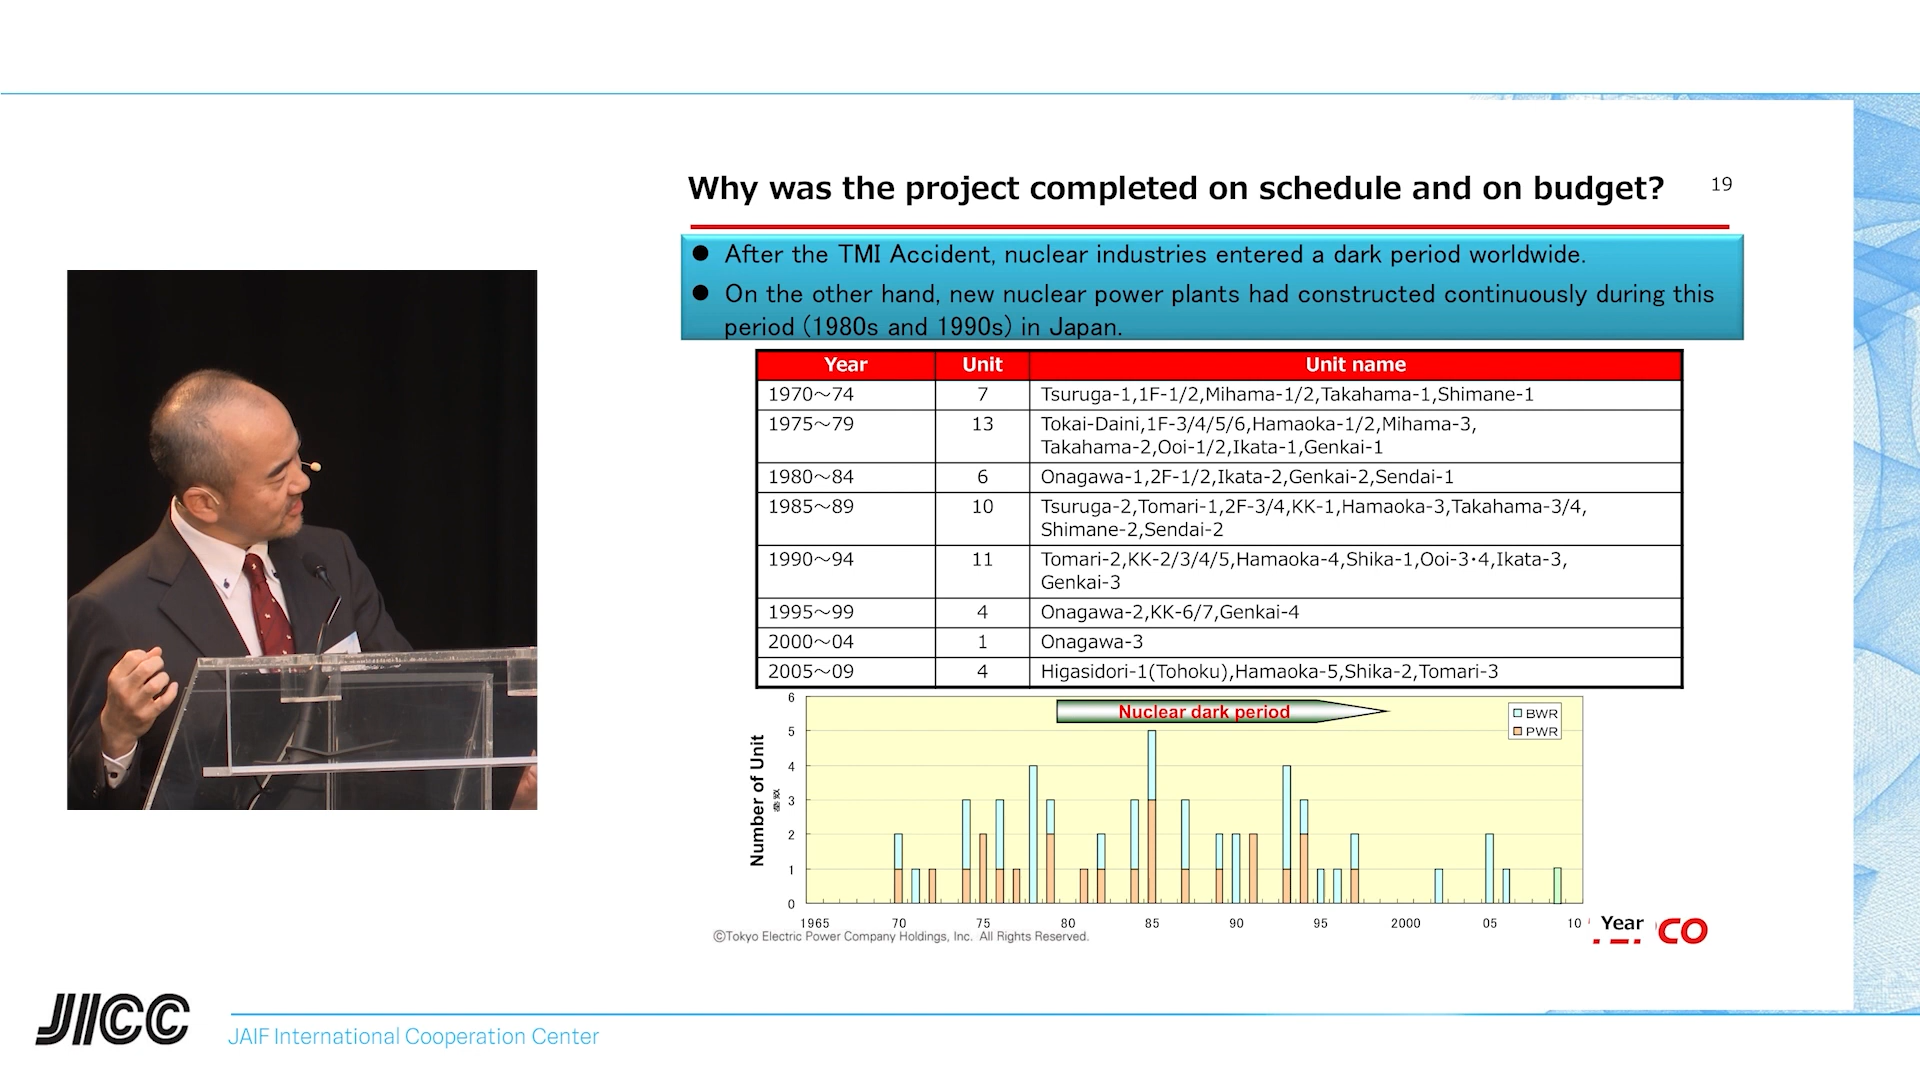 Why was the project completed on schedule and on budget?
19
● After the TMI Accident, nuclear industries entered a dark period worldwide.
● On the other hand, new nuclear power plants had constructed continuously during this
period (1980s and 1990s) in Japan.
Year Unit Unit name
1970～74 7 Tsuruga-1,1F-1/2,Mihama-1/2,Takahama-1,Shimane-1
1975～79 13 Tokai-Daini,1F-3/4/5/6,Hamaoka-1/2,Mihama-3,
Takahama-2,Ooi-1/2,Ikata-1,Genkai-1
1980～84 6 Onagawa-1,2F-1/2,Ikata-2,Genkai-2,Sendai-1
1985～89 10 Tsuruga-2,Tomari-1,2F-3/4,KK-1,Hamaoka-3,Takahama-3/4,
Shimane-2,Sendai-2
1990～94 11 Tomari-2,KK-2/3/4/5,Hamaoka-4,Shika-1,Ooi-3･4,Ikata-3,
Genkai-3
1995～99 4 Onagawa-2,KK-6/7,Genkai-4
2000～04 1 Onagawa-3
2005～09 4 Higasidori-1(Tohoku),Hamaoka-5,Shika-2,Tomari-3
Nuclear dark period
BWR
PWR
Number of Unit
6
5
4
3
2
1
0
1965 70 75 80 85 90 95 2000 05 10
Year
CO
©Tokyo Electric Power Company Holdings, Inc. All Rights Reserved.
JICC
JAIF International Cooperation Center